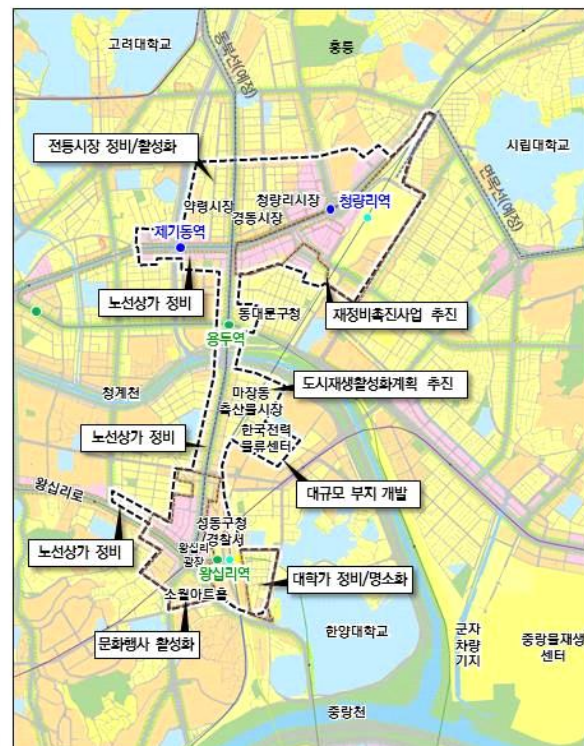 고려대학교
홍릉
동북선(예정)
시립대학교
전통시장 정비/활성화
면목선(예정)
약령시장
청량리시장
청량리역
경동시장
제기동역
노선상가 정비
재정비촉진사업 추진
동대문구청
용두역
도시재생활성화계획 추진
청계천
마장동
축산물시장
노선상가 정비
한국전력
물류센터
대규모 부지 개발
왕십리로
노선상가 정비
성동구청
경찰서
왕십리
광장
왕십리역
대학가 정비/명소화
소월아트홀
문화행사 활성화
한양대학교
군자
차량
기지
중랑물재생
센터
중랑천